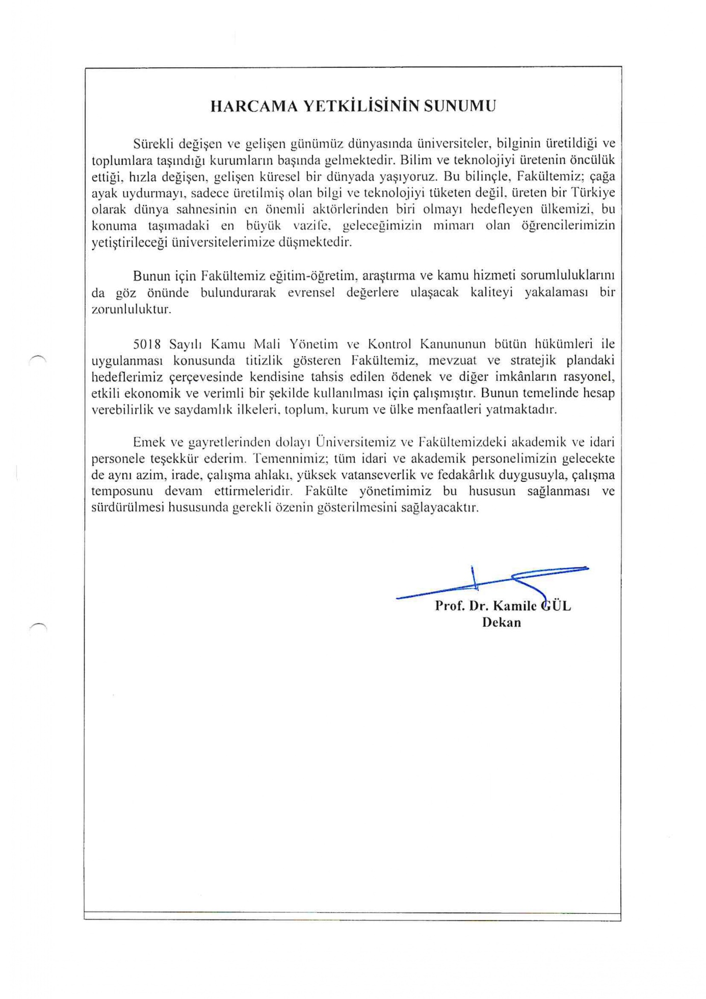 HARCAMA YETKİLİSİNİN SUNUMU
Sürekli değişen ve gelişen günümüz dünyasında üniversiteler, bilginin üretildiği ve
toplumlara taşındığı kurumların başında gelmektedir. Bilim ve teknolojiyi üretenin öncülük
ettiği, hızla değişen, gelişen küresel bir dünyada yaşıyoruz. Bu bilinçle, Fakültemiz; çağa
ayak uydurmayı, sadece üretilmiş olan bilgi ve teknolojiyi tüketen değil, üreten bir Türkiye
olarak dünya sahnesinin en önemli aktörlerinden biri olmayı hedefleyen ülkemizi, bu
konuma taşımadaki en büyük vazife, geleceğimizin mimarı olan öğrencilerimizin
yetiştirileceği üniversitelerimize düşmektedir.
Bunun için Fakültemiz eğitim-öğretim, araştırma ve kamu hizmeti sorumluluklarını
da göz önünde bulundurarak evrensel değerlere ulaşacak kaliteyi yakalaması bir
zorunluluktur.
5018 Sayılı Kamu Mali Yönetim ve Kontrol Kanununun bütün hükümleri ile
uygulanması konusunda titizlik gösteren Fakültemiz, mevzuat ve stratejik plandaki
hedeflerimiz çerçevesinde kendisine tahsis edilen ödenek ve diğer imkânların rasyonel,
etkili ekonomik ve verimli bir şekilde kullanılması için çalışmıştır. Bunun temelinde hesap
verebilirlik ve saydamlık ilkeleri, toplum, kurum ve ülke menfaatleri yatmaktadır.
Emek ve gayretlerinden dolayı Üniversitemiz ve Fakültemizdeki akademik ve idari
personele teşekkür ederim. Temennimiz; tüm idari ve akademik personelimizin gelecekte
de aynı azim, irade, çalışma ahlakı, yüksek vatanseverlik ve fedakârlık duygusuyla, çalışma
temposunu devam ettirmeleridir. Fakülte yönetimimiz bu hususun sağlanması ve
sürdürülmesi hususunda gerekli özenin gösterilmesini sağlayacaktır.
Prof. Dr. Kamile GÜL
Dekan